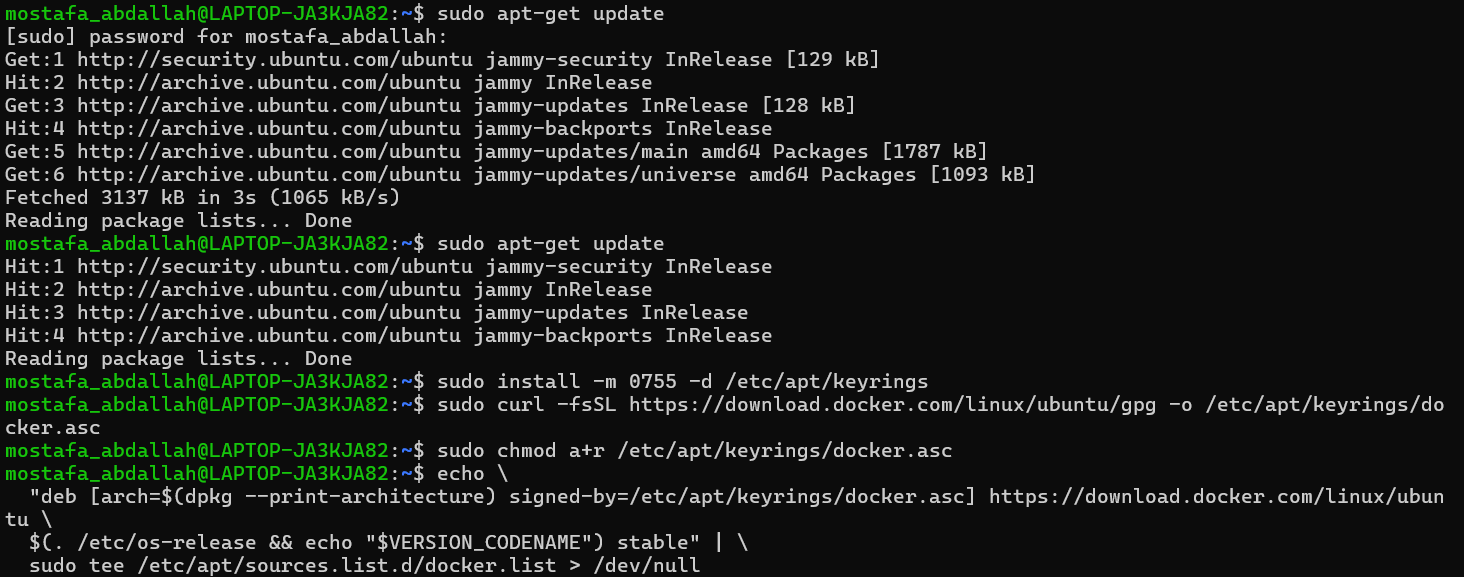 mostafa_abdallah@LAPTOP-JA3KJA82:~$ sudo apt-get update
[sudo] password for mostafa_abdallah:
Get:1 http://security.ubuntu.com/ubuntu jammy-security InRelease [129 kB]
Hit:2 http://archive.ubuntu.com/ubuntu jammy InRelease
Get:3 http://archive.ubuntu.com/ubuntu jammy-updates InRelease [128 kB]
Hit:4 http://archive.ubuntu.com/ubuntu jammy-backports InRelease
Get:5 http://archive.ubuntu.com/ubuntu jammy-updates/main amd64 Packages [1787 kB]
Get:6 http://archive.ubuntu.com/ubuntu jammy-updates/universe amd64 Packages [1093 kB]
Fetched 3137 kB in 3s (1065 kB/s)
Reading package lists... Done
mostafa_abdallah@LAPTOP-JA3KJA82:~$ sudo apt-get update
Hit:1 http://security.ubuntu.com/ubuntu jammy-security InRelease
Hit:2 http://archive.ubuntu.com/ubuntu jammy InRelease
Hit:3 http://archive.ubuntu.com/ubuntu jammy-updates InRelease
Hit:4 http://archive.ubuntu.com/ubuntu jammy-backports InRelease
Reading package lists... Done
mostafa_abdallah@LAPTOP-JA3KJA82:~$ sudo install -m 0755 -d /etc/apt/keyrings
mostafa_abdallah@LAPTOP-JA3KJA82:~$ sudo curl -fsSL https://download.docker.com/linux/ubuntu/gpg -o /etc/apt/keyrings/do
cker.asc
mostafa_abdallah@LAPTOP-JA3KJA82:~$ sudo chmod a+r /etc/apt/keyrings/docker.asc
mostafa_abdallah@LAPTOP-JA3KJA82:~$ echo \
  "deb [arch=$(dpkg --print-architecture) signed-by=/etc/apt/keyrings/docker.asc] https://download.docker.com/linux/ubun
tu \
  $(. /etc/os-release && echo "$VERSION_CODENAME") stable" | \
  sudo tee /etc/apt/sources.list.d/docker.list > /dev/null